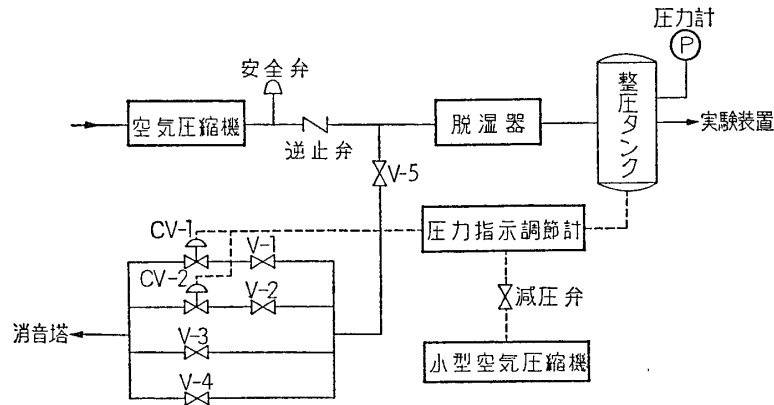 圧力計
P
安全弁
空気圧縮機
逆止弁
脱湿器
整圧タンク
実験装置
V-5
CV-1
V-1
圧力指示調節計
CV-2
V-2
減圧弁
消音塔
V-3
小型空気圧縮機
V-4